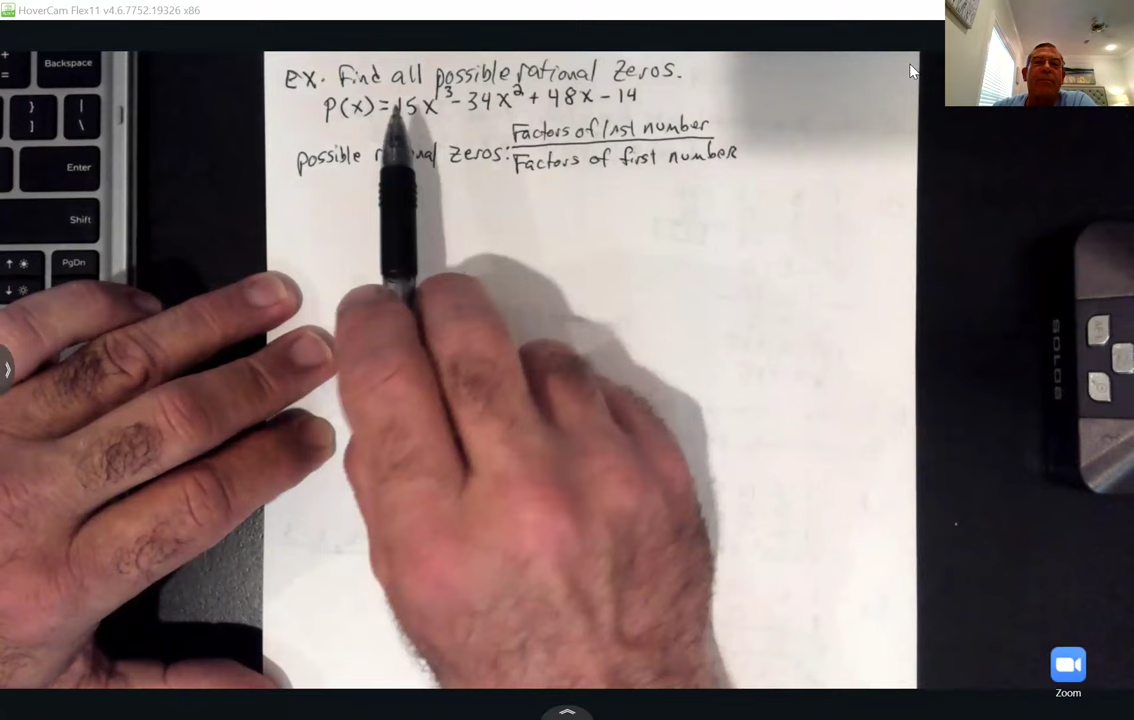 HoverCam Flex11 v4.6.7752.19326 x86
+
=
Backspace
}
]
|
\
Enter
Shift
PgDn
ex. Find all possible rational zeros.
P(x) = 15x³ - 34x² + 48x - 14
possible zeros: Factors of last number
Factors of first number
SOLO8
Zoom